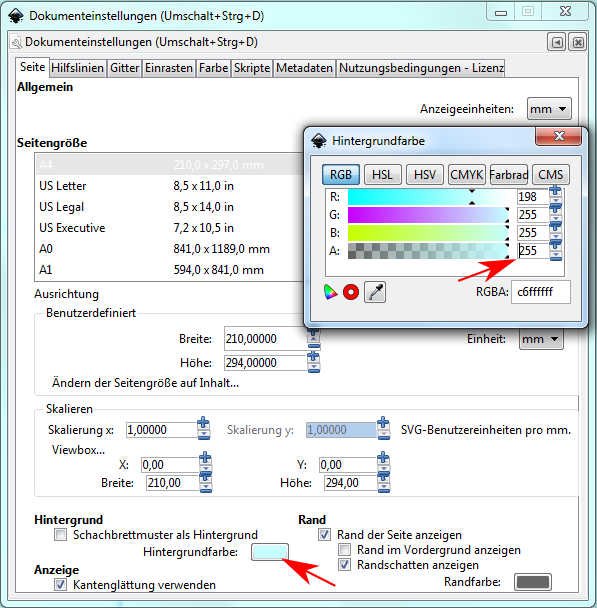 Dokumenteinstellungen (Umschalt+Strg+D)
Dokumenteinstellungen (Umschalt+Strg+D)
Seite Hilfslinien Gitter Einrasten Farbe Skripte Metadaten Nutzungsbedingungen - Lizenz
Allgemein
Anzeigeeinheiten: mm
Seitengröße
A4 210,0 x 297,0 mm
US Letter 8,5 x 11,0 in
US Legal 8,5 x 14,0 in
US Executive 7,2 x 10,5 in
A0 841,0 x 1189,0 mm
A1 594,0 x 841,0 mm
Hintergrundfarbe
RGB HSL HSV CMYK Farbrad CMS
R: 198
G: 255
B: 255
A: 255
RGBA: c6ffffff
Ausrichtung
Benutzerdefiniert
Breite: 210,00000 Einheit: mm
Höhe: 294,00000
Ändern der Seitengröße auf Inhalt...
Skalieren
Skalierung x: 1,00000 Skalierung y: 1,00000 SVG-Benutzereinheiten pro mm.
Viewbox...
X: 0,00 Y: 0,00
Breite: 210,00 Höhe: 294,00
Hintergrund
Schachbrettmuster als Hintergrund
Hintergrundfarbe:
Rand
Rand der Seite anzeigen
Rand im Vordergrund anzeigen
Randschatten anzeigen
Randfarbe:
Anzeige
Kantenglättung verwenden